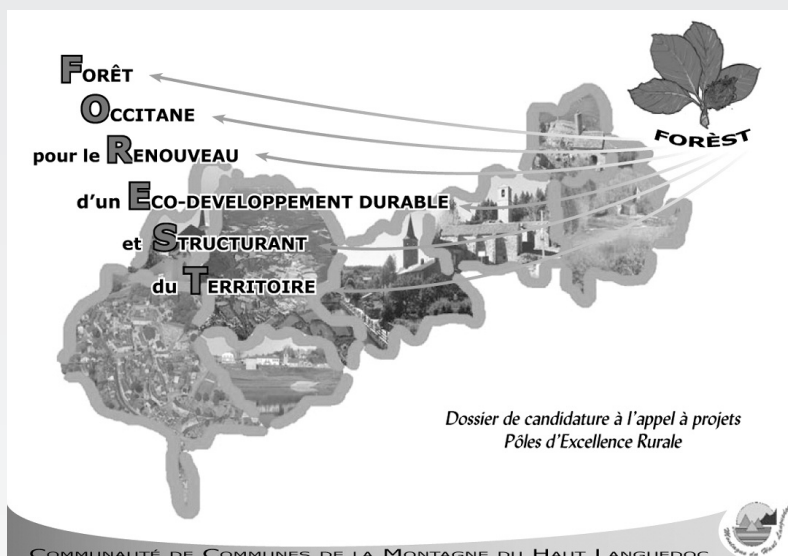 FORÊT
OCCITANE
pour le RENOUVEAU
d'un ECO-DEVELOPPEMENT DURABLE
et STRUCTURANT
du TERRITOIRE
FORÈST
Dossier de candidature à l'appel à projets
Pôles d'Excellence Rurale
COMMUNAUTÉ DE COMMUNES DE LA MONTAGNE DU HAUT LANGUEDOC